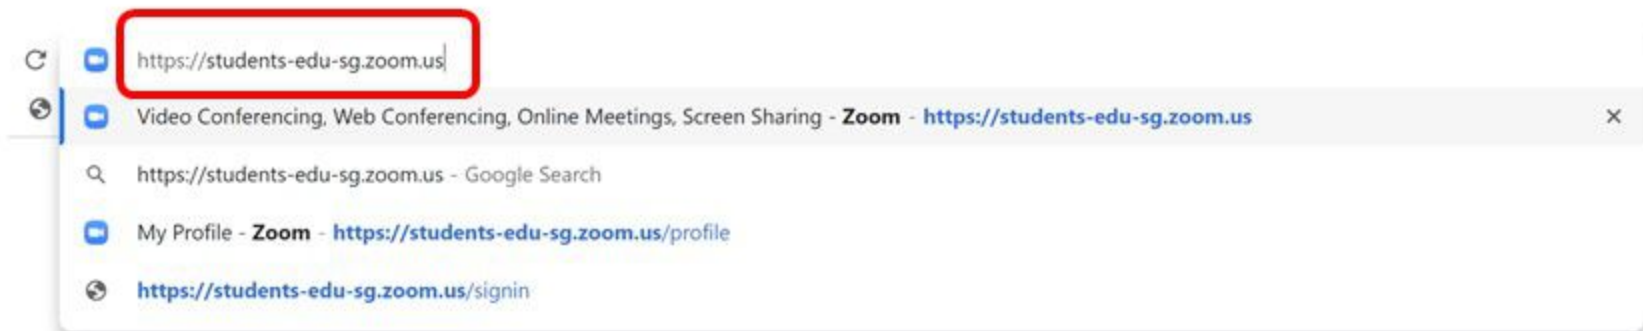 https://students-edu-sg.zoom.us
Video Conferencing, Web Conferencing, Online Meetings, Screen Sharing - Zoom - https://students-edu-sg.zoom.us
https://students-edu-sg.zoom.us - Google Search
My Profile - Zoom - https://students-edu-sg.zoom.us/profile
https://students-edu-sg.zoom.us/signin